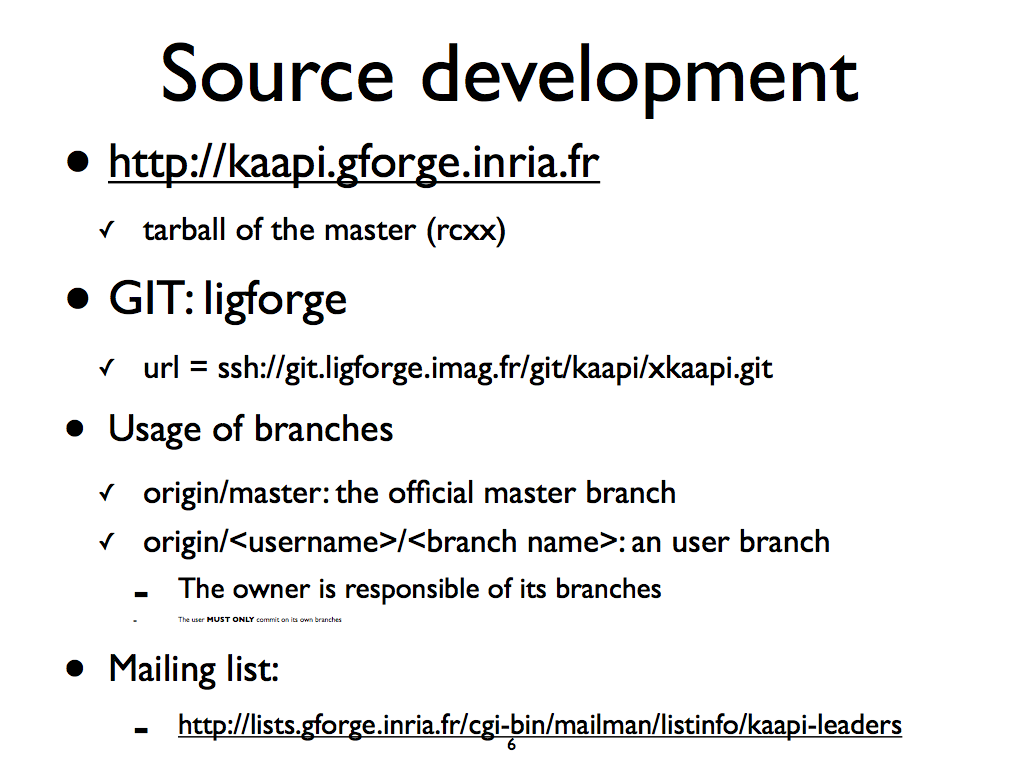 Source development
• http://kaapi.gforge.inria.fr
✓ tarball of the master (rcxx)
• GIT: ligforge
✓ url = ssh://git.ligforge.imag.fr/git/kaapi/xkaapi.git
• Usage of branches
✓ origin/master: the official master branch
✓ origin/<username>/<branch name>: an user branch
- The owner is responsible of its branches
- The user MUST ONLY commit on its own branches
• Mailing list:
- http://lists.gforge.inria.fr/cgi-bin/mailman/listinfo/kaapi-leaders
6